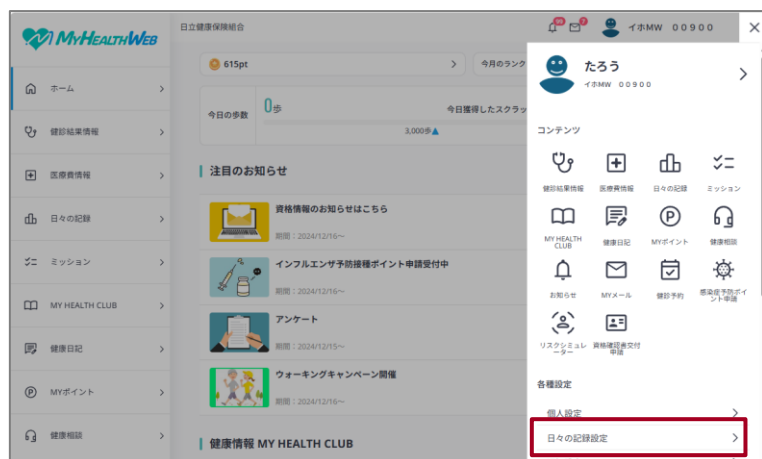 MYHEALTHWEB
ホーム
健診結果情報
医療費情報
日々の記録
ミッション
MY HEALTH CLUB
健康日記
MYポイント
健康相談
日立健康保険組合
イホMW 00900
615pt
今月のランク
今日の歩数
0歩
今日獲得したスクラッ
3,000歩▲
注目のお知らせ
資格情報のお知らせはこちら
期間：2024/12/16～
インフルエンザ予防接種ポイント申請受付中
期間：2024/12/16～
アンケート
期間：2024/12/15～
ウォーキングキャンペーン開催
期間：2024/12/16～
健康情報 MY HEALTH CLUB
たろう
イホMW 00900
コンテンツ
健診結果情報
医療費情報
日々の記録
ミッション
MY HEALTH
CLUB
健康日記
MYポイント
健康相談
お知らせ
MYメール
健診予約
感染症予防ポイ
ント申請
リスクシミュレ
ーター
資格確認書交付
申請
各種設定
個人設定
日々の記録設定